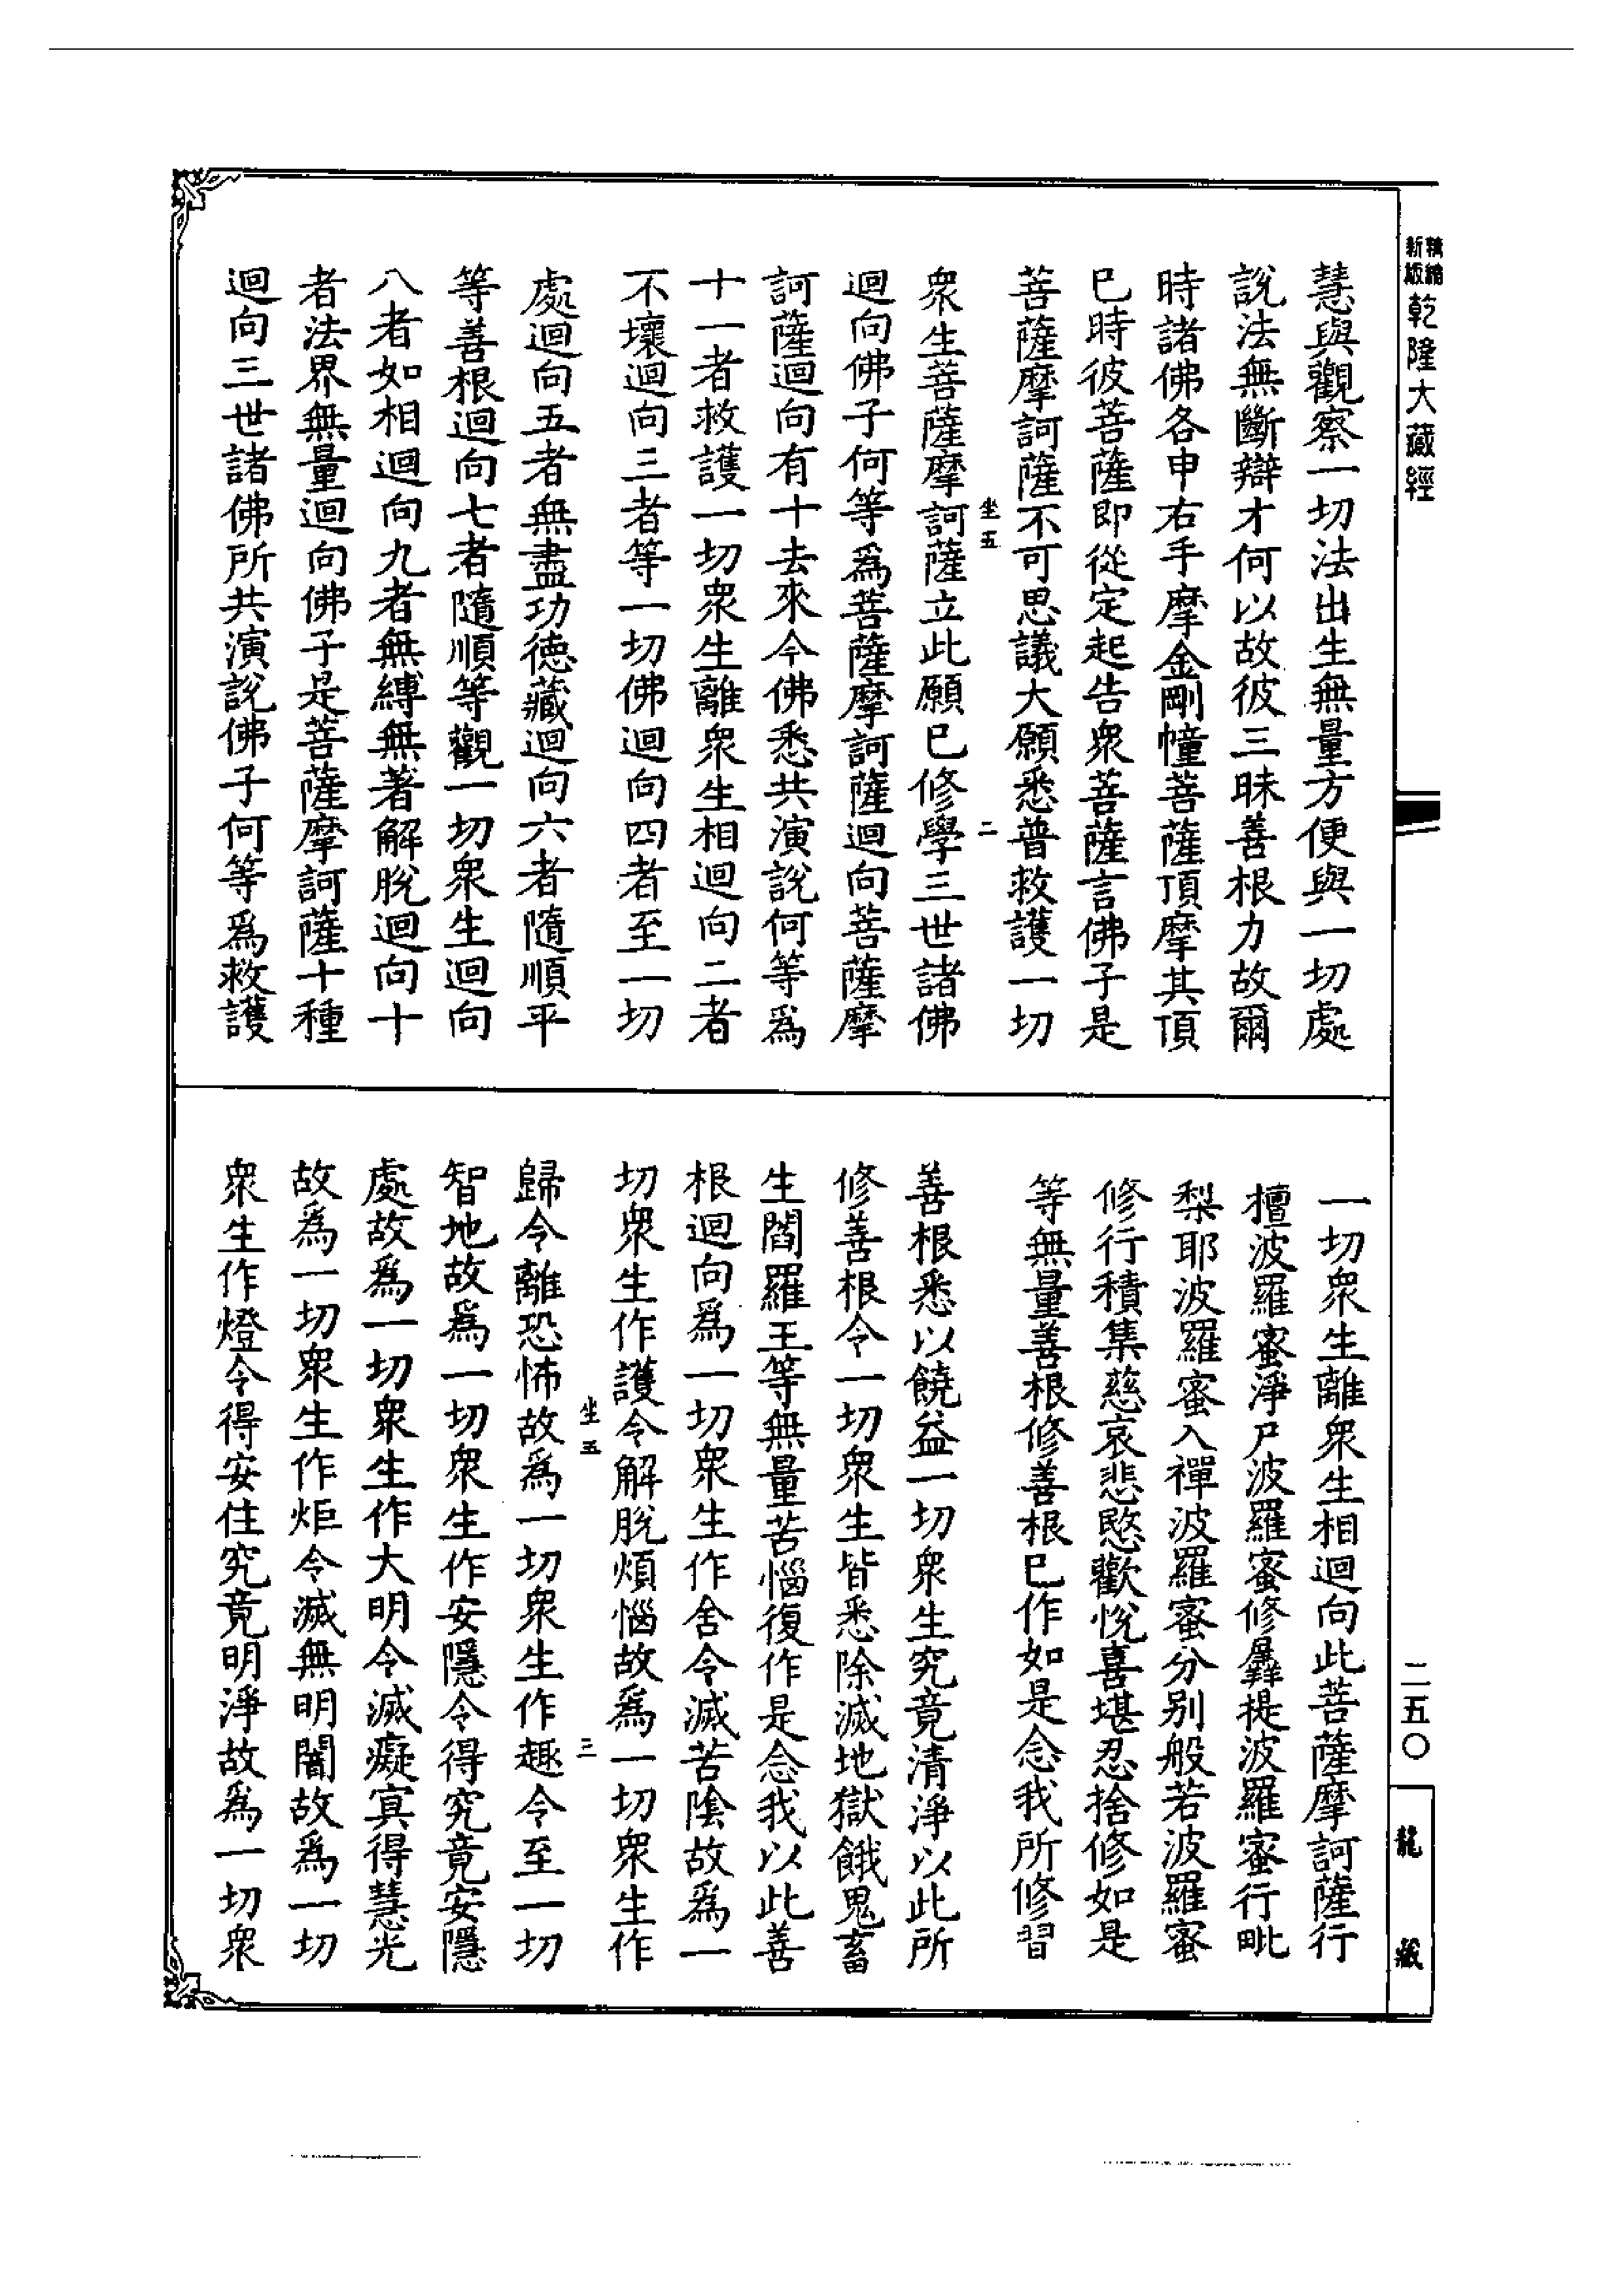 新版精繪乾隆大藏經
慧與觀察一切法出生無量方便與一切處
說法無斷辯才何以故彼三昧善根力故爾
時諸佛各申右手摩金剛幢菩薩頂摩其頂
已時彼菩薩即從定起告衆菩薩言佛子是
菩薩摩訶薩不可思議大願悉普救護一切
坐五 二
衆生菩薩摩訶薩立此願已修學三世諸佛
迴向佛子何等爲菩薩摩訶薩迴向菩薩摩
訶薩迴向有十去來今佛悉共演說何等爲
十一者救護一切衆生離衆生相迴向二者
不壞迴向三者等一切佛迴向四者至一切
處迴向五者無盡功德藏迴向六者隨順平
等善根迴向七者隨順等觀一切衆生迴向
八者如相迴向九者無縛無著解脫迴向十
者法界無量迴向佛子是菩薩摩訶薩十種
迴向三世諸佛所共演說佛子何等爲救護
一切衆生離衆生相迴向此菩薩摩訶薩行
檀波羅蜜淨尸波羅蜜修羼提波羅蜜行毗
梨耶波羅蜜入禪波羅蜜分別般若波羅蜜
修行積集慈哀悲愍歡悅喜堪忍捨修如是
等無量善根修善根已作如是念我所修習
善根悉以饒益一切衆生究竟清淨以此所
修善根令一切衆生皆悉除滅地獄餓鬼畜
生閻羅王等無量苦惱復作是念我以此善
根迴向爲一切衆生作舍令滅苦陰故爲一
切衆生作護令解脫煩惱故爲一切衆生作
坐五 三
歸令離恐怖故爲一切衆生作趣令至一切
智地故爲一切衆生作安隱令得究竟安隱
處故爲一切衆生作大明令滅癡冥得慧光
故爲一切衆生作炬令滅無明闇故爲一切
衆生作燈令得安住究竟明淨故爲一切衆
二五〇
龍藏